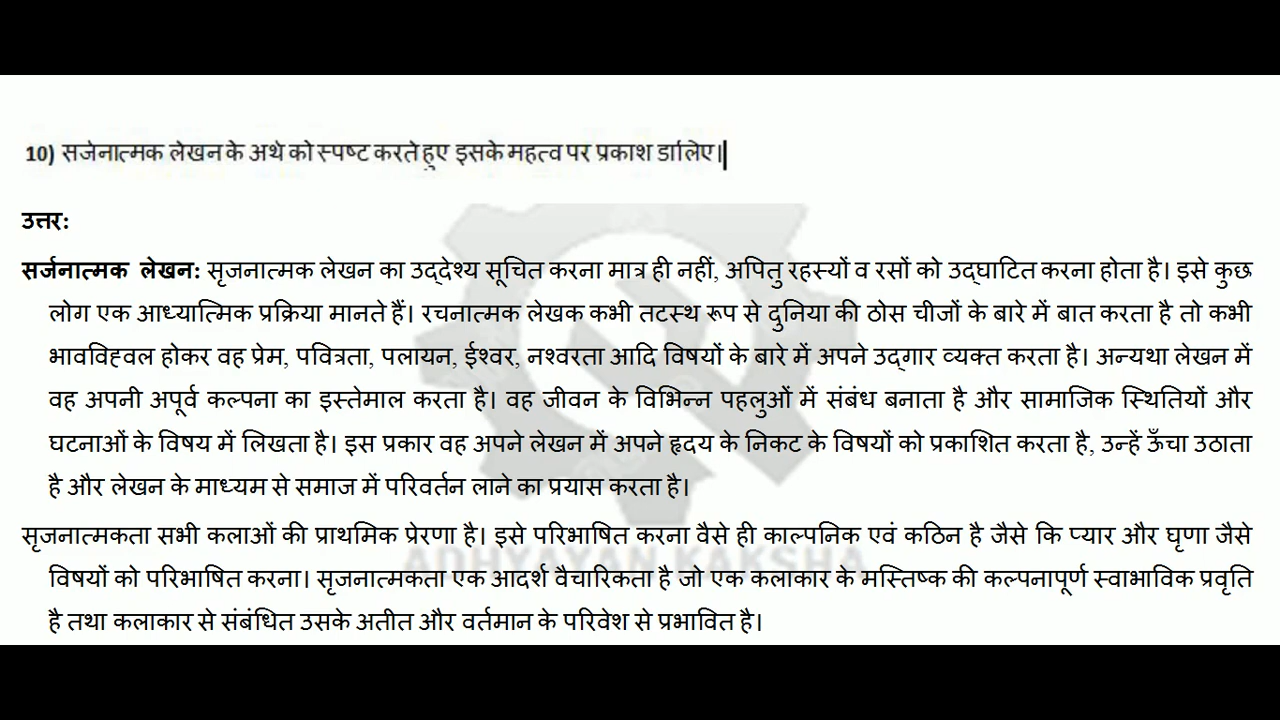 10) सर्जनात्मक लेखन के अर्थ को स्पष्ट करते हुए इसके महत्व पर प्रकाश डालिए।
उत्तर:
सर्जनात्मक लेखन: सृजनात्मक लेखन का उद्देश्य सूचित करना मात्र ही नहीं, अपितु रहस्यों व रसों को उद्घाटित करना होता है। इसे कुछ
लोग एक आध्यात्मिक प्रक्रिया मानते हैं। रचनात्मक लेखक कभी तटस्थ रूप से दुनिया की ठोस चीजों के बारे में बात करता है तो कभी
भावविह्वल होकर वह प्रेम, पवित्रता, पलायन, ईश्वर, नश्वरता आदि विषयों के बारे में अपने उद्गार व्यक्त करता है। अन्यथा लेखन में
वह अपनी अपूर्व कल्पना का इस्तेमाल करता है। वह जीवन के विभिन्न पहलुओं में संबंध बनाता है और सामाजिक स्थितियों और
घटनाओं के विषय में लिखता है। इस प्रकार वह अपने लेखन में अपने हृदय के निकट के विषयों को प्रकाशित करता है, उन्हें ऊँचा उठाता
है और लेखन के माध्यम से समाज में परिवर्तन लाने का प्रयास करता है।
सृजनात्मकता सभी कलाओं की प्राथमिक प्रेरणा है। इसे परिभाषित करना वैसे ही काल्पनिक एवं कठिन है जैसे कि प्यार और घृणा जैसे
विषयों को परिभाषित करना। सृजनात्मकता एक आदर्श वैचारिकता है जो एक कलाकार के मस्तिष्क की कल्पनापूर्ण स्वाभाविक प्रवृति
है तथा कलाकार से संबंधित उसके अतीत और वर्तमान के परिवेश से प्रभावित है।
ADHYAYAN KAKSHA